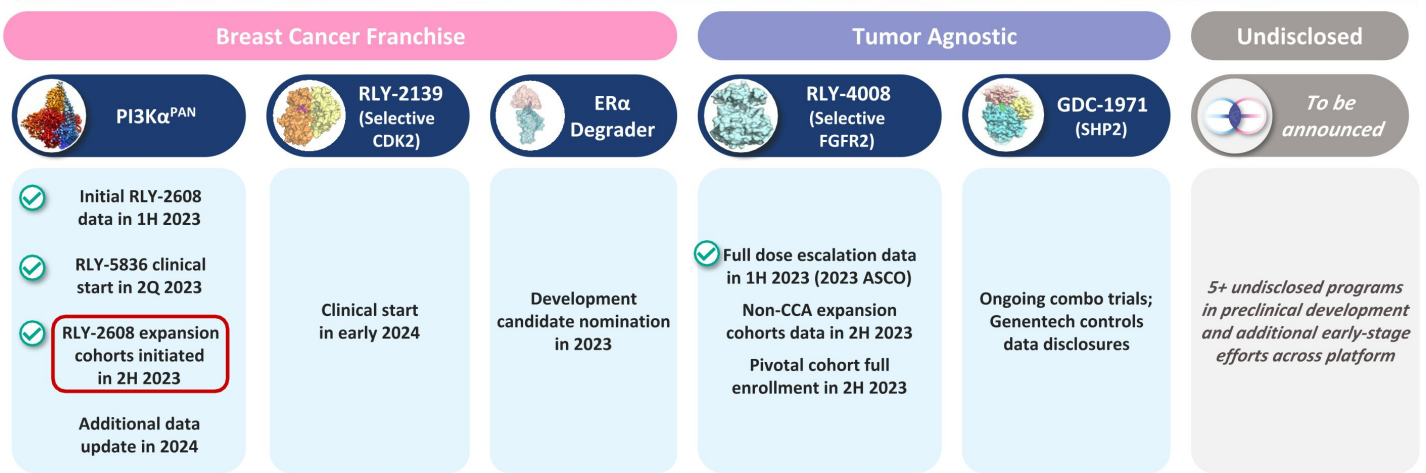 Breast Cancer Franchise
Tumor Agnostic
Undisclosed
PI3Kα^PAN
RLY-2139
(Selective
CDK2)
ERα
Degrader
RLY-4008
(Selective
FGFR2)
GDC-1971
(SHP2)
To be
announced
Initial RLY-2608
data in 1H 2023
RLY-5836 clinical
start in 2Q 2023
RLY-2608 expansion
cohorts initiated
in 2H 2023
Additional data
update in 2024
Clinical start
in early 2024
Development
candidate nomination
in 2023
Full dose escalation data
in 1H 2023 (2023 ASCO)
Non-CCA expansion
cohorts data in 2H 2023
Pivotal cohort full
enrollment in 2H 2023
Ongoing combo trials;
Genentech controls
data disclosures
5+ undisclosed programs
in preclinical development
and additional early-stage
efforts across platform